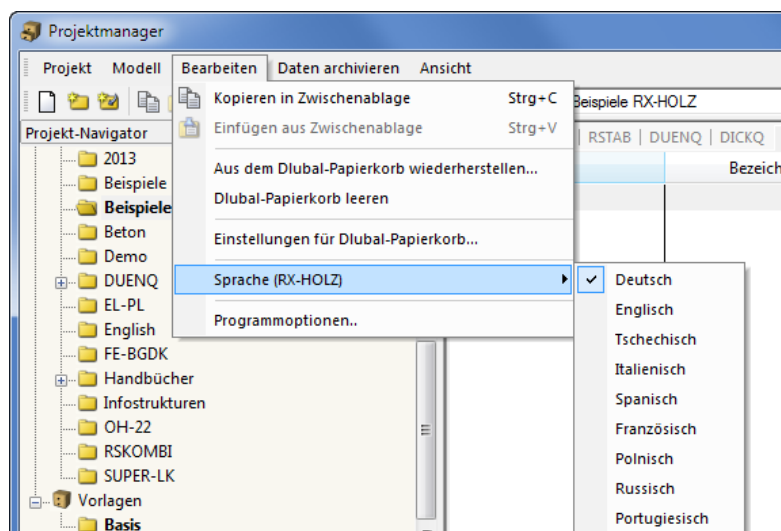 Projektmanager
Projekt Modell Bearbeiten Daten archivieren Ansicht
Kopieren in Zwischenablage Strg+C
Beispiele RX-HOLZ
Projekt-Navigator
Einfügen aus Zwischenablage Strg+V
RSTAB | DUENQ | DICKQ
2013
Aus dem Dlubal-Papierkorb wiederherstellen...
Beispiele
Dlubal-Papierkorb leeren
Beispiele
Beton
Einstellungen für Dlubal-Papierkorb...
Demo
DUENQ
Sprache (RX-HOLZ)
Deutsch
EL-PL
Englisch
English
Programmoptionen..
Tschechisch
FE-BGDK
Italienisch
Handbücher
Spanisch
Infostrukturen
Französisch
OH-22
Polnisch
RSKOMBI
Russisch
SUPER-LK
Portugiesisch
Vorlagen
Basis